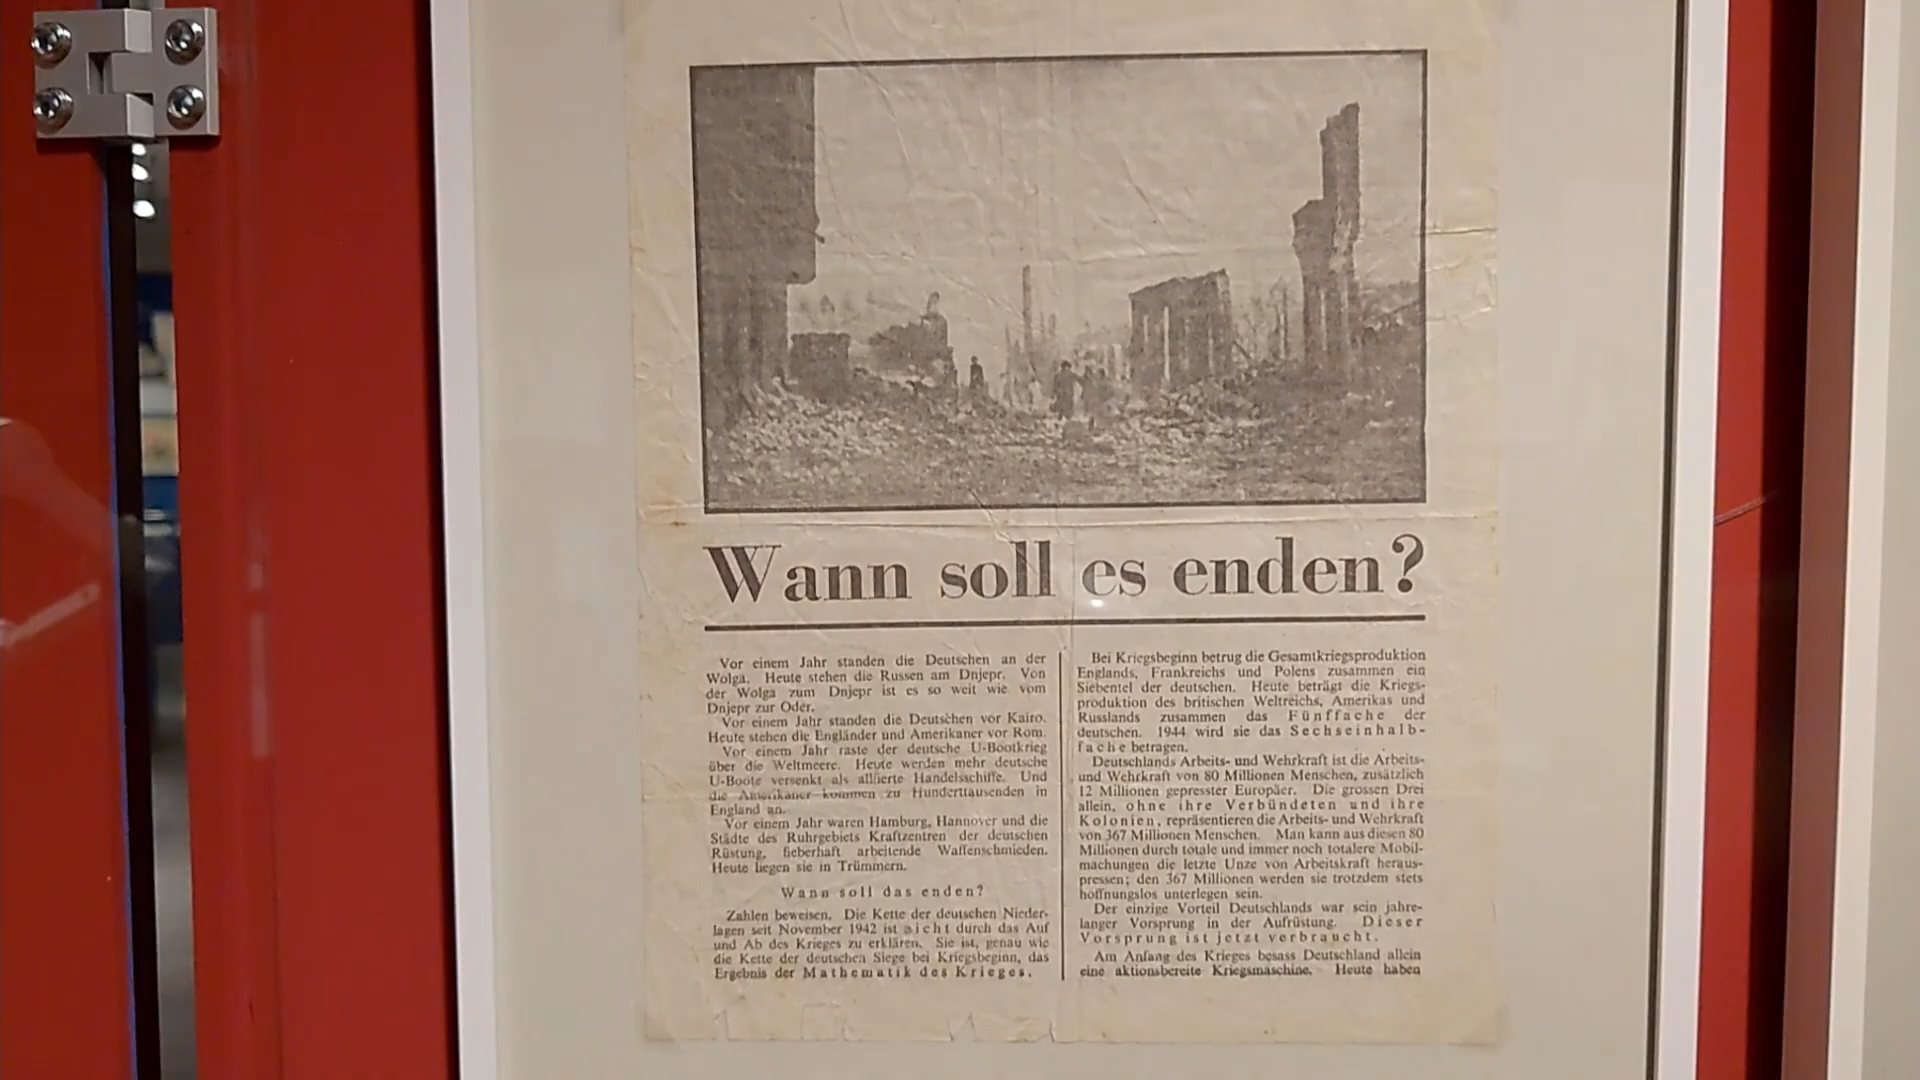 Wann soll es enden?
Vor einem Jahr standen die Deutschen an der
Wolga. Heute stehen die Russen am Dnjepr. Von
der Wolga zum Dnjepr ist es so weit wie vom
Dnjepr zur Oder.
Vor einem Jahr standen die Deutschen vor Kairo.
Heute stehen die Engländer und Amerikaner vor Rom.
Vor einem Jahr raste der deutsche U-Bootkrieg
über die Weltmeere. Heute werden mehr deutsche
U-Boote versenkt als alliierte Handelsschiffe. Und
die Amerikaner kommen zu Hunderttausenden in
England an.
Vor einem Jahr waren Hamburg, Hannover und die
Städte des Ruhrgebiets Kraftzentren der deutschen
Rüstung, fieberhaft arbeitende Waffenschmieden.
Heute liegen sie in Trümmern.
Wann soll das enden?
Zahlen beweisen. Die Kette der deutschen Nieder-
lagen seit November 1942 ist nicht durch das Auf
und Ab des Krieges zu erklären. Sie ist, genau wie
die Kette der deutschen Siege bei Kriegsbeginn, das
Ergebnis der Mathematik des Krieges.
Bei Kriegsbeginn betrug die Gesamtkriegsproduktion
Englands, Frankreichs und Polens zusammen ein
Siebentel der deutschen. Heute beträgt die Kriegs-
produktion des britischen Weltreichs, Amerikas und
Russlands zusammen das Fünffache der
deutschen. 1944 wird sie das Sechseinhalb-
fache betragen.
Deutschlands Arbeits- und Wehrkraft ist die Arbeits-
und Wehrkraft von 80 Millionen Menschen, zusätzlich
12 Millionen gepresster Europäer. Die grossen Drei
allein, ohne ihre Verbündeten und ihre
Kolonien, repräsentieren die Arbeits- und Wehrkraft
von 367 Millionen Menschen. Man kann aus diesen 80
Millionen durch totale und immer noch totalere Mobil-
machungen die letzte Unze von Arbeitskraft heraus-
pressen; den 367 Millionen werden sie trotzdem stets
hoffnungslos unterlegen sein.
Der einzige Vorteil Deutschlands war sein jahre-
langer Vorsprung in der Aufrüstung. Dieser
Vorsprung ist jetzt verbraucht.
Am Anfang des Krieges besass Deutschland allein
eine aktionsbereite Kriegsmaschine. Heute haben